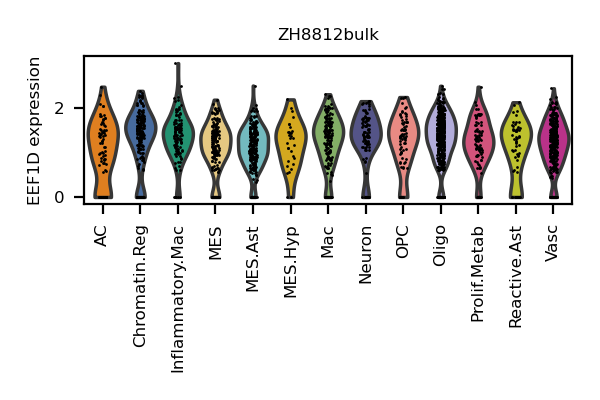 ZH8812bulk
EEF1D expression
2
0
AC
Chromatin.Reg
Inflammatory.Mac
MES
MES.Ast
MES.Hyp
Mac
Neuron
OPC
Oligo
Prolif.Metab
Reactive.Ast
Vasc